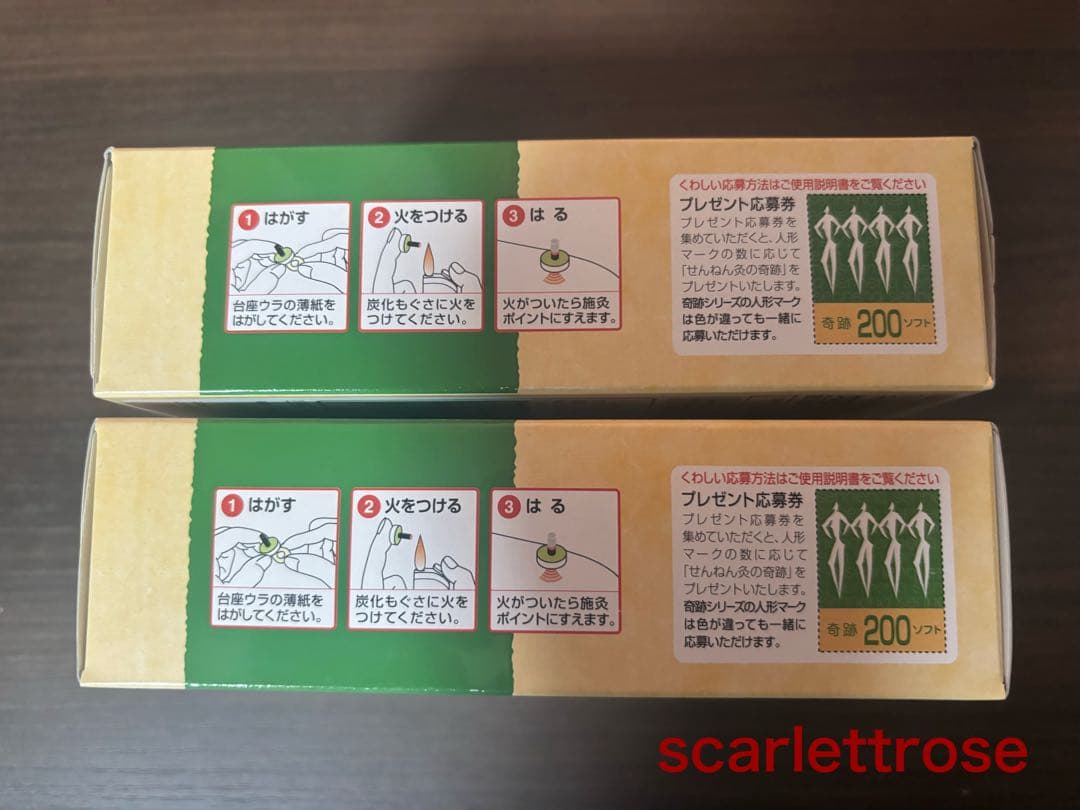 1 はがす
台座ウラの薄紙を
はがしてください。
2 火をつける
炭化もぐさに火を
つけてください。
3 はる
火がついたら施灸
ポイントにすえます。
くわしい応募方法はご使用説明書をご覧ください
プレゼント応募券
プレゼント応募券を
集めていただくと、人形
マークの数に応じて
「せんねん灸の奇跡」を
プレゼントいたします。
奇跡シリーズの人形マーク
は色が違っても一緒に
応募いただけます。
奇跡 200 ソフト
1 はがす
台座ウラの薄紙を
はがしてください。
2 火をつける
炭化もぐさに火を
つけてください。
3 はる
火がついたら施灸
ポイントにすえます。
くわしい応募方法はご使用説明書をご覧ください
プレゼント応募券
プレゼント応募券を
集めていただくと、人形
マークの数に応じて
「せんねん灸の奇跡」を
プレゼントいたします。
奇跡シリーズの人形マーク
は色が違っても一緒に
応募いただけます。
奇跡 200 ソフト
scarlettrose